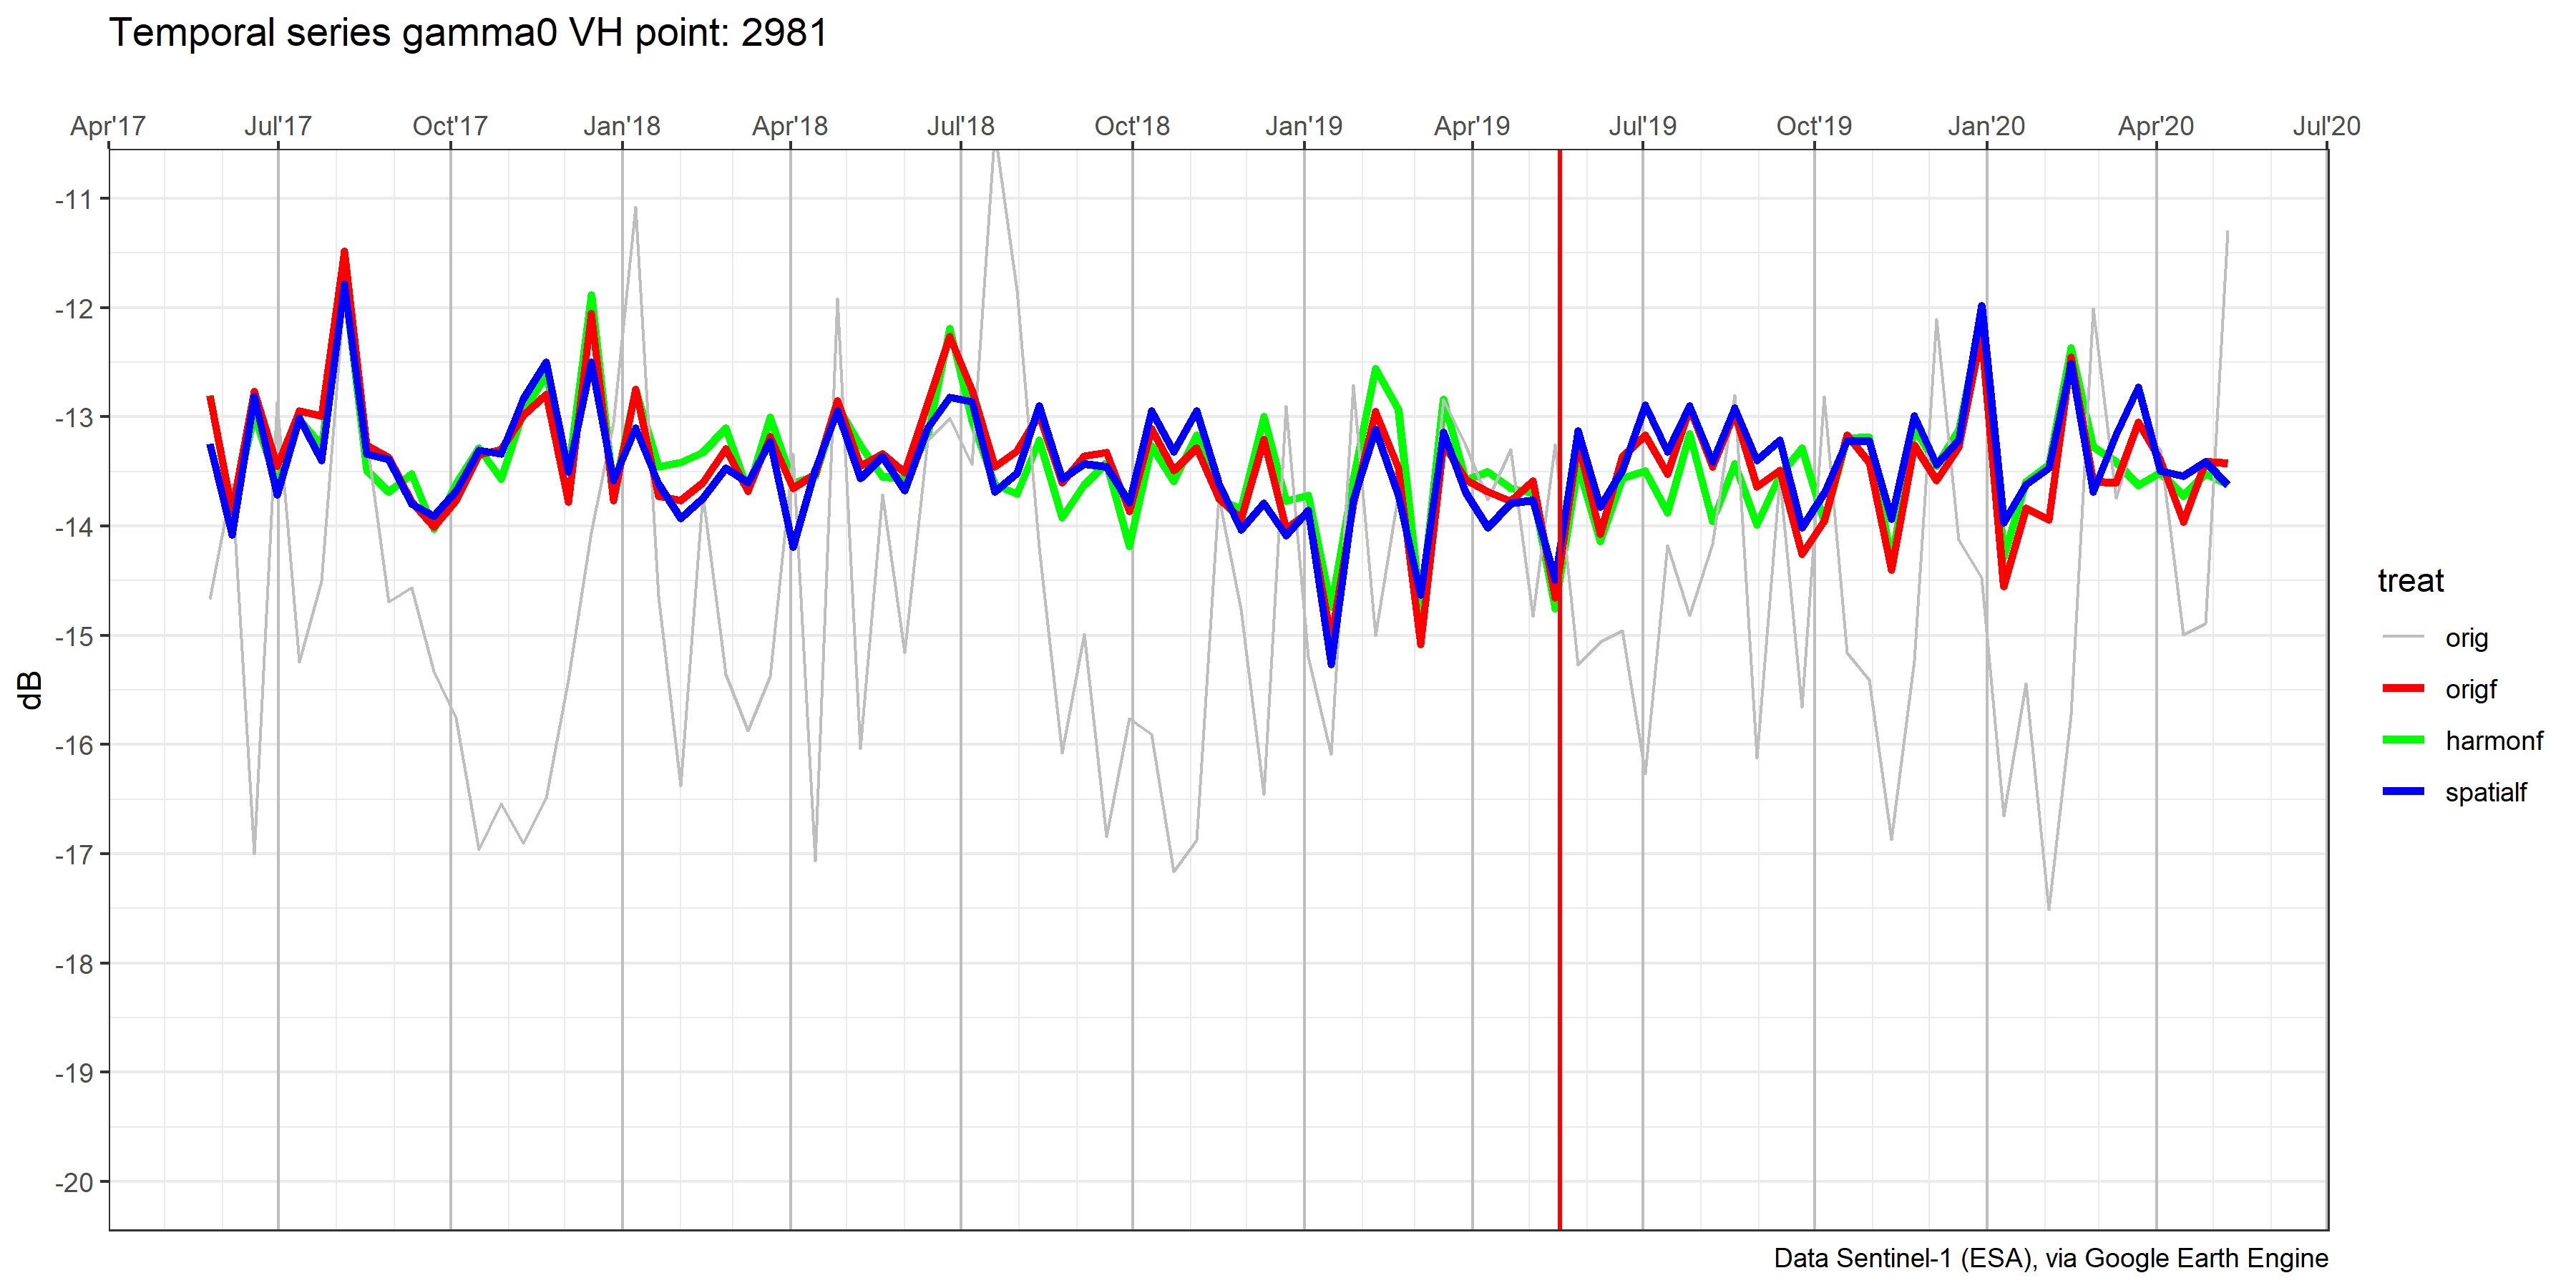 Temporal series gamma0 VH point: 2981
Apr'17 Jul'17 Oct'17 Jan'18 Apr'18 Jul'18 Oct'18 Jan'19 Apr'19 Jul'19 Oct'19 Jan'20 Apr'20 Jul'20
-11
-12
-13
-14
-15
-16
-17
-18
-19
-20
dB
treat
orig
origf
harmonf
spatialf
Data Sentinel-1 (ESA), via Google Earth Engine